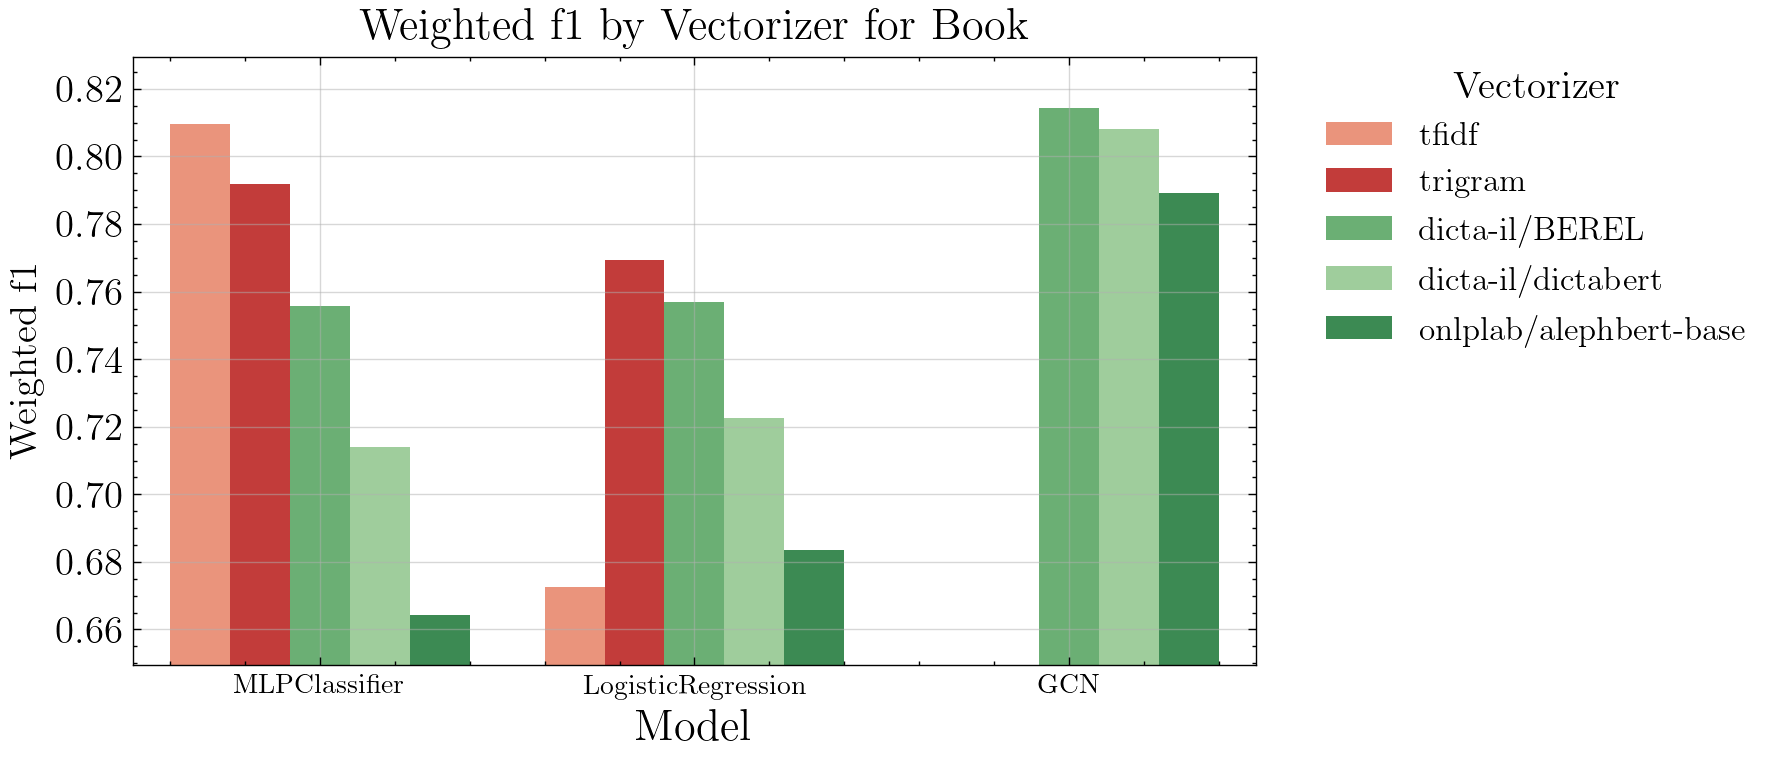 Weighted f1 by Vectorizer for Book
Weighted f1
0.82
0.80
0.78
0.76
0.74
0.72
0.70
0.68
0.66
MLPClassifier
LogisticRegression
GCN
Model
Vectorizer
tfidf
trigram
dicta-il/BEREL
dicta-il/dictabert
onlplab/alephbert-base